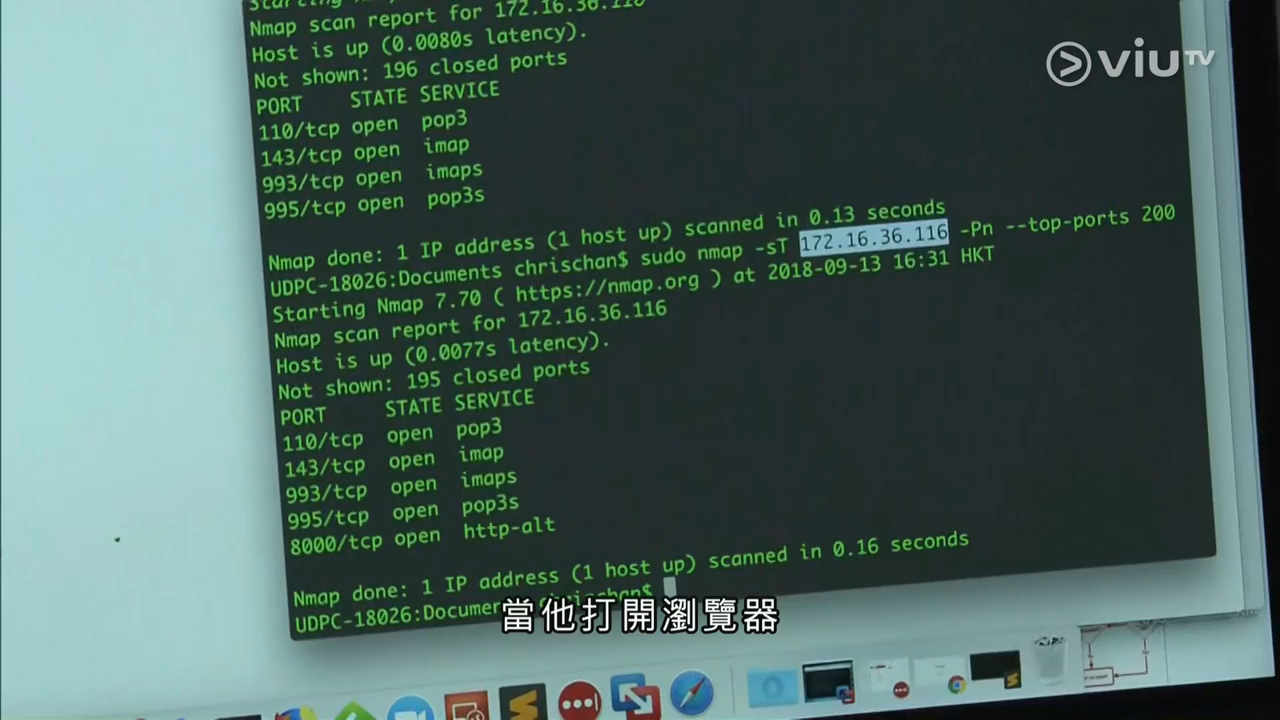 Starting Nmap
Nmap scan report for 172.16.36.116
Host is up (0.0080s latency).
Not shown: 196 closed ports
PORT STATE SERVICE
110/tcp open pop3
143/tcp open imap
993/tcp open imaps
995/tcp open pop3s
Nmap done: 1 IP address (1 host up) scanned in 0.13 seconds
UDPC-18026:Documents chrischan$ sudo nmap -sT 172.16.36.116 -Pn --top-ports 200
Starting Nmap 7.70 ( https://nmap.org ) at 2018-09-13 16:31 HKT
Nmap scan report for 172.16.36.116
Host is up (0.0077s latency).
Not shown: 195 closed ports
PORT STATE SERVICE
110/tcp open pop3
143/tcp open imap
993/tcp open imaps
995/tcp open pop3s
8000/tcp open http-alt
Nmap done: 1 IP address (1 host up) scanned in 0.16 seconds
UDPC-18026:Documents chrischan$
當他打開瀏覽器
viuTV